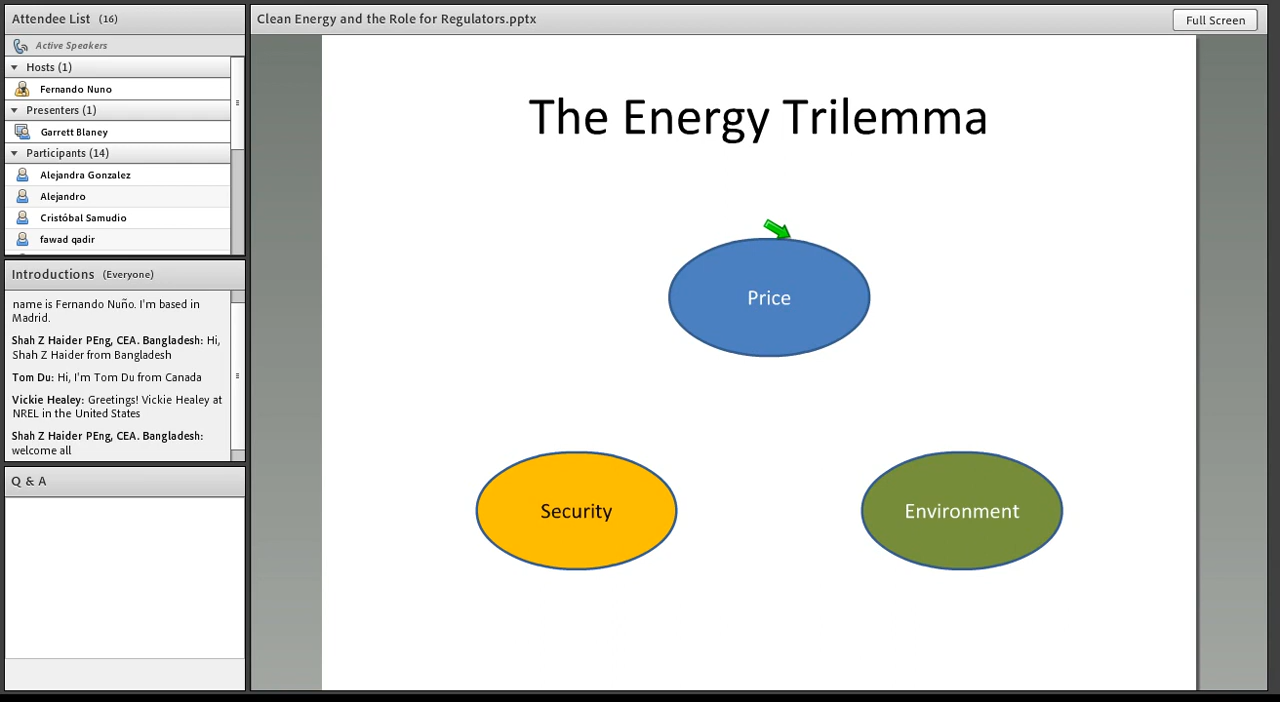 Attendee List (16)
Active Speakers
Hosts (1)
Fernando Nuno
Presenters (1)
Garrett Blaney
Participants (14)
Alejandra Gonzalez
Alejandro
Cristóbal Samudio
fawad qadir
Introductions (Everyone)
name is Fernando Nuño. I'm based in
Madrid.
Shah Z Haider PEng, CEA. Bangladesh: Hi,
Shah Z Haider from Bangladesh
Tom Du: Hi, I'm Tom Du from Canada
Vickie Healey: Greetings! Vickie Healey at
NREL in the United States
Shah Z Haider PEng, CEA. Bangladesh:
welcome all
Q & A
Clean Energy and the Role for Regulators.pptx
Full Screen
The Energy Trilemma
Price
Security
Environment